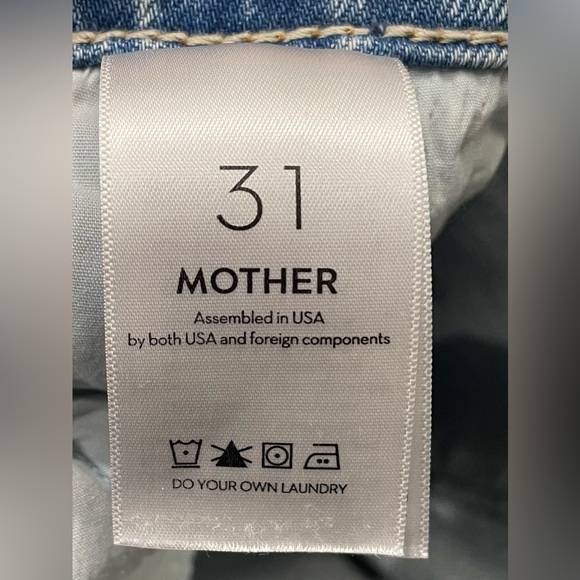 31
MOTHER
Assembled in USA
by both USA and foreign components
DO YOUR OWN LAUNDRY